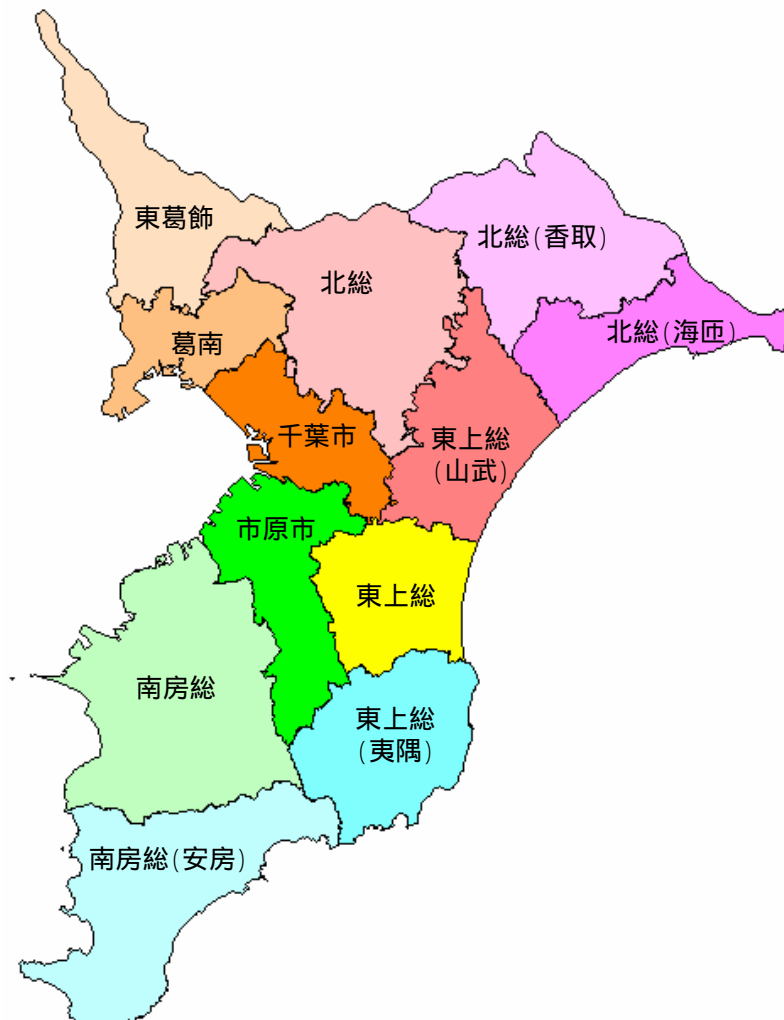 東葛飾
北総(香取)
北総
北総(海匝)
葛南
千葉市
東上総
(山武)
市原市
東上総
南房総
東上総
(夷隅)
南房総(安房)